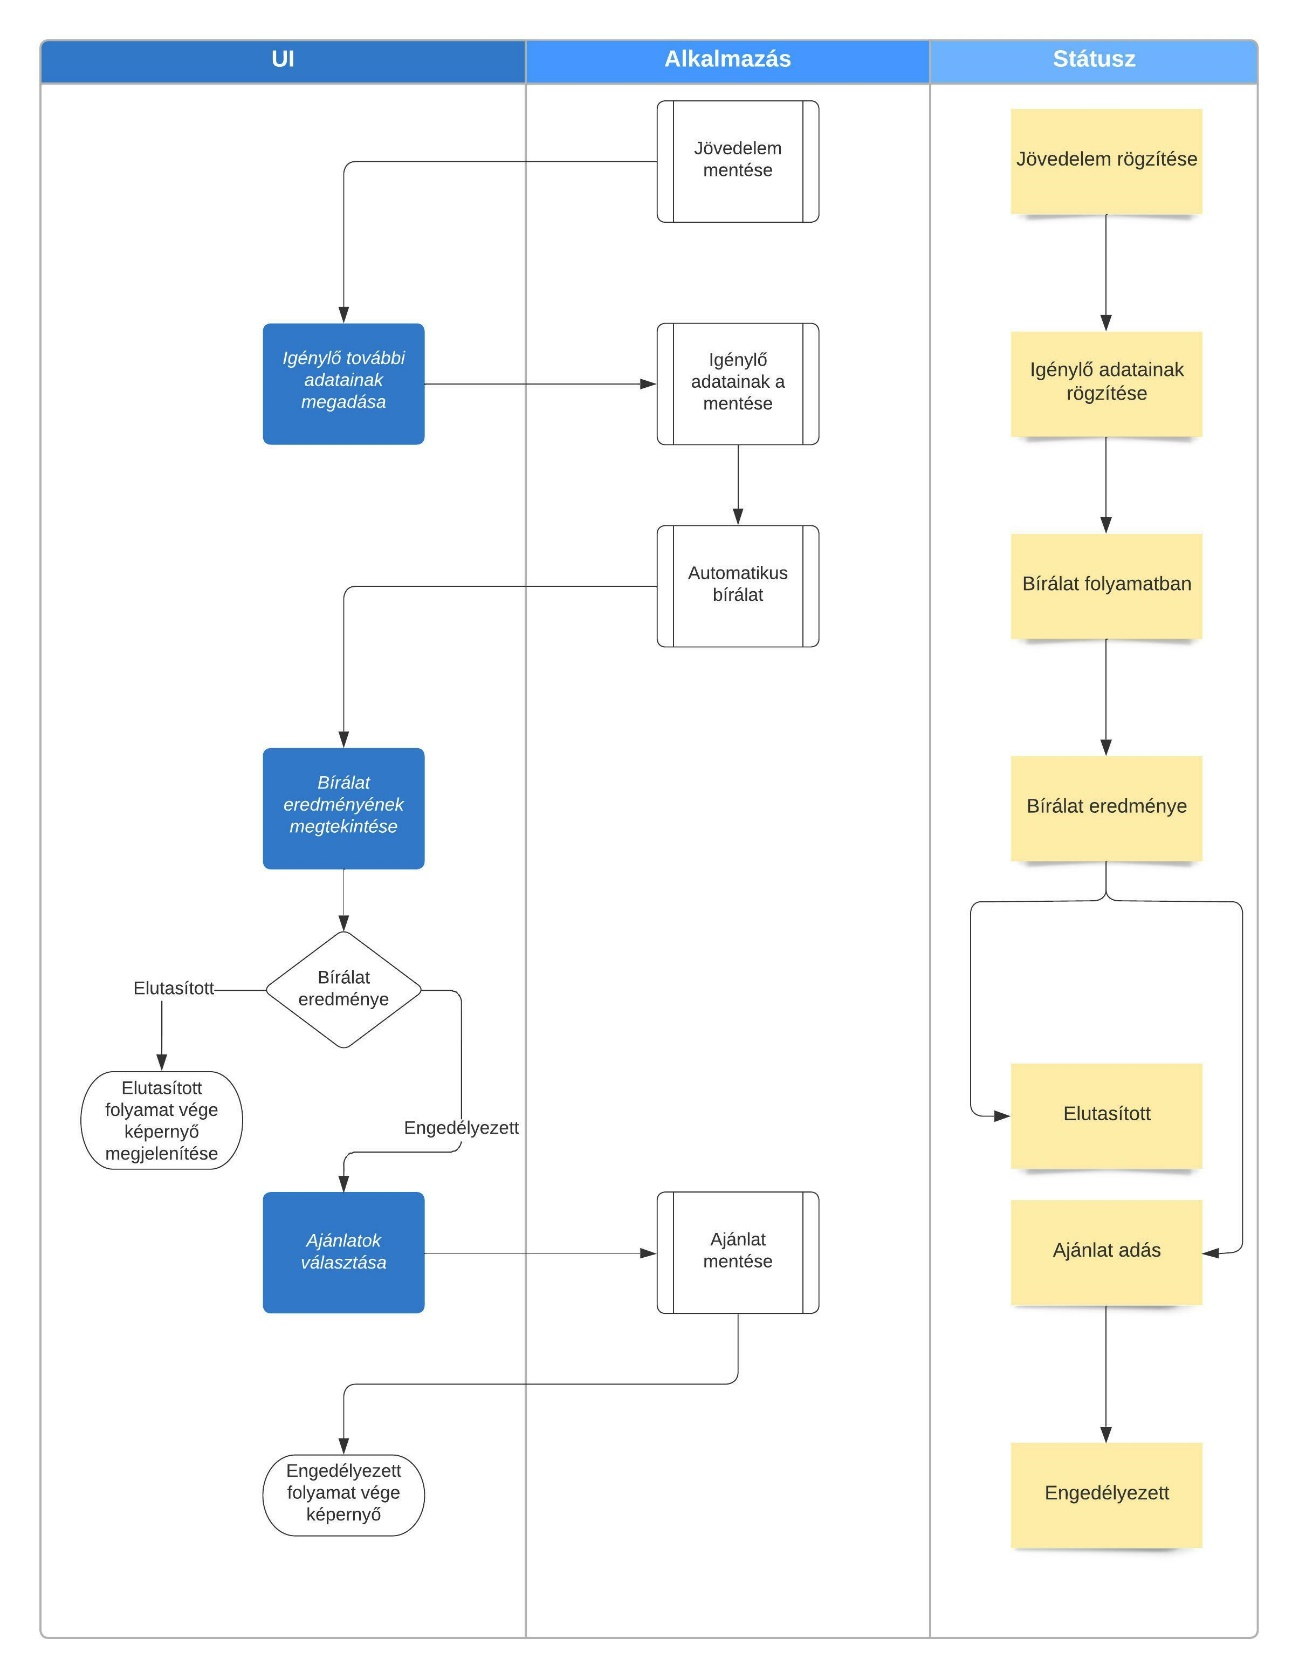 UI
Alkalmazás
Státusz
Jövedelem
mentése
Jövedelem rögzítése
Igénylő további
adatainak
megadása
Igénylő
adatainak a
mentése
Igénylő adatainak
rögzítése
Automatikus
bírálat
Bírálat folyamatban
Bírálat
eredményének
megtekintése
Bírálat eredménye
Bírálat
eredménye
Elutasított
Elutasított
folyamat vége
képernyő
megjelenítése
Engedélyezett
Elutasított
Ajánlatok
választása
Ajánlat
mentése
Ajánlat adás
Engedélyezett
folyamat vége
képernyő
Engedélyezett